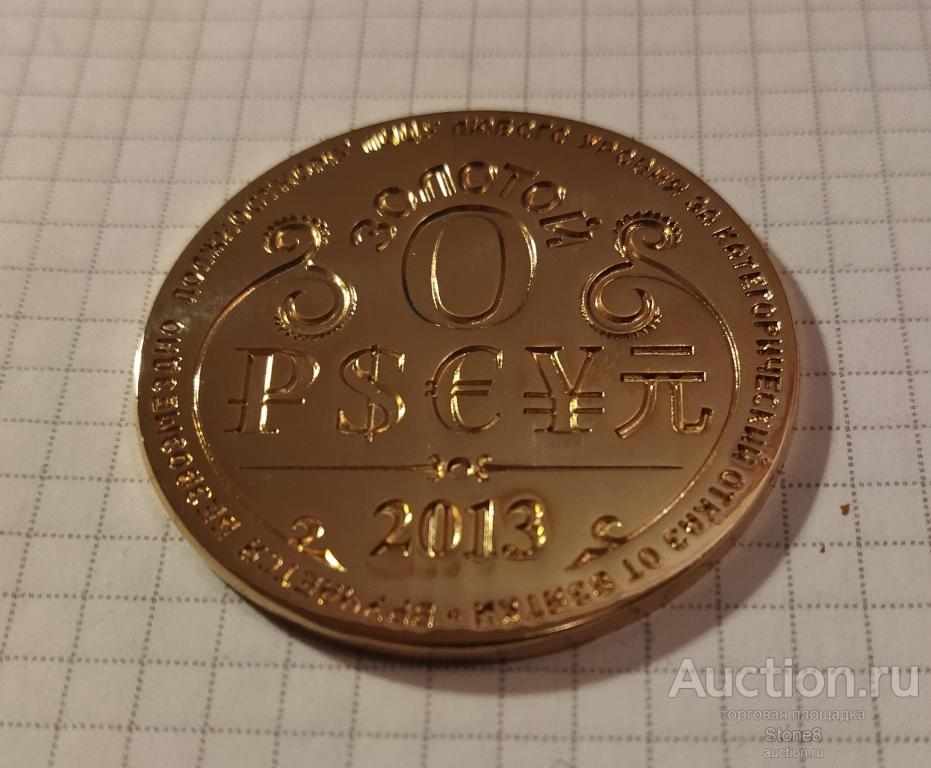 ВРУЧАЕТСЯ БЕЗВОЗМЕЗДНО ДОЛЖНОСТНОМУ ЛИЦУ ЛЮБОГО УРОВНЯ ЗА КАТЕГОРИЧЕСКИЙ ОТКАЗ ОТ ВЗЯТКИ •
ЗОЛОТОЙ
0
₽$€¥元
2013
Auction.ru
торговая площадка
Stone8
auction.ru